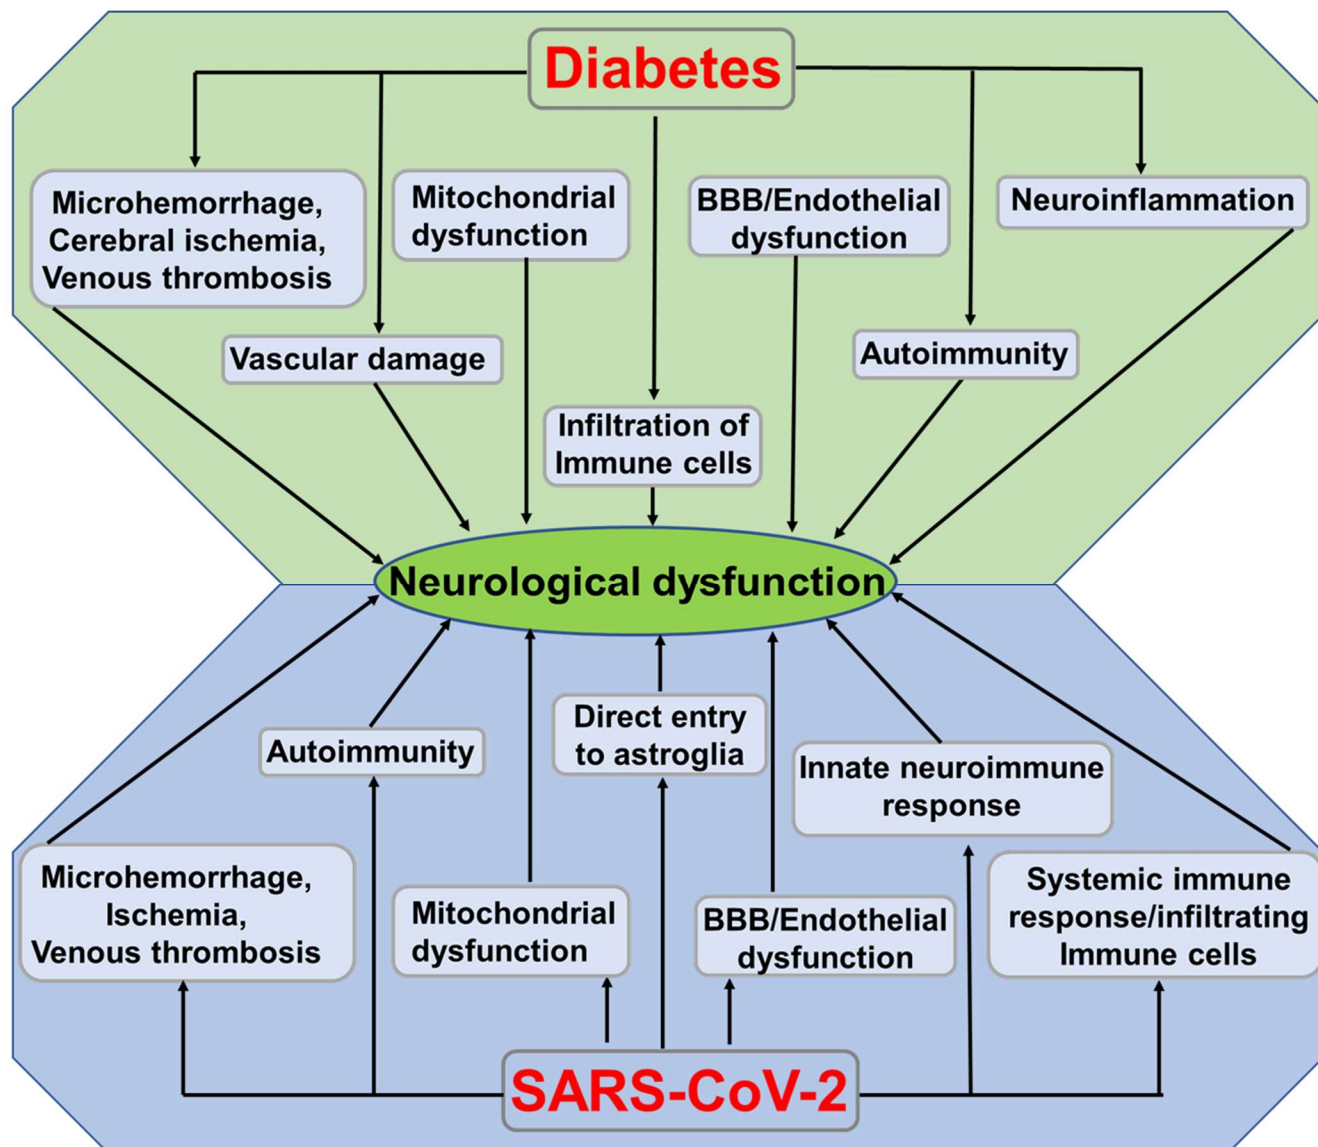 Diabetes
Microhemorrhage,
Cerebral ischemia,
Venous thrombosis
Mitochondrial
dysfunction
BBB/Endothelial
dysfunction
Neuroinflammation
Vascular damage
Autoimmunity
Infiltration of
Immune cells
Neurological dysfunction
Direct entry
to astroglia
Autoimmunity
Innate neuroimmune
response
Microhemorrhage,
Ischemia,
Venous thrombosis
Mitochondrial
dysfunction
BBB/Endothelial
dysfunction
Systemic immune
response/infiltrating
Immune cells
SARS-CoV-2